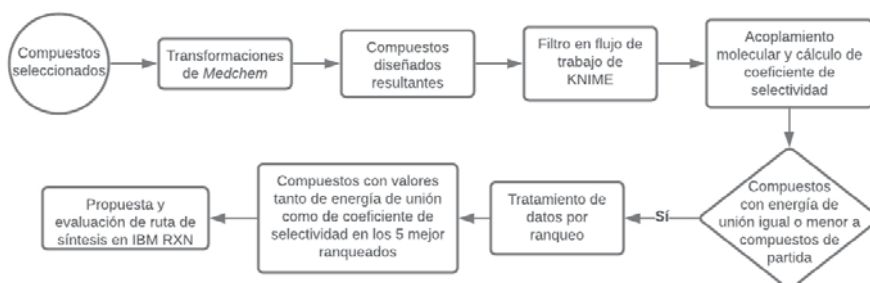 Compuestos
seleccionados
Transformaciones
de Medchem
Compuestos
diseñados
resultantes
Filtro en flujo de
trabajo de
KNIME
Acoplamiento
molecular y cálculo de
coeficiente de
selectividad
Compuestos
con energía de
unión igual o menor a
compuestos de
partida
Sí
Tratamiento de
datos por
ranqueo
Compuestos con valores
tanto de energía de unión
como de coeficiente de
selectividad en los 5 mejor
ranqueados
Propuesta y
evaluación de ruta de
síntesis en IBM RXN